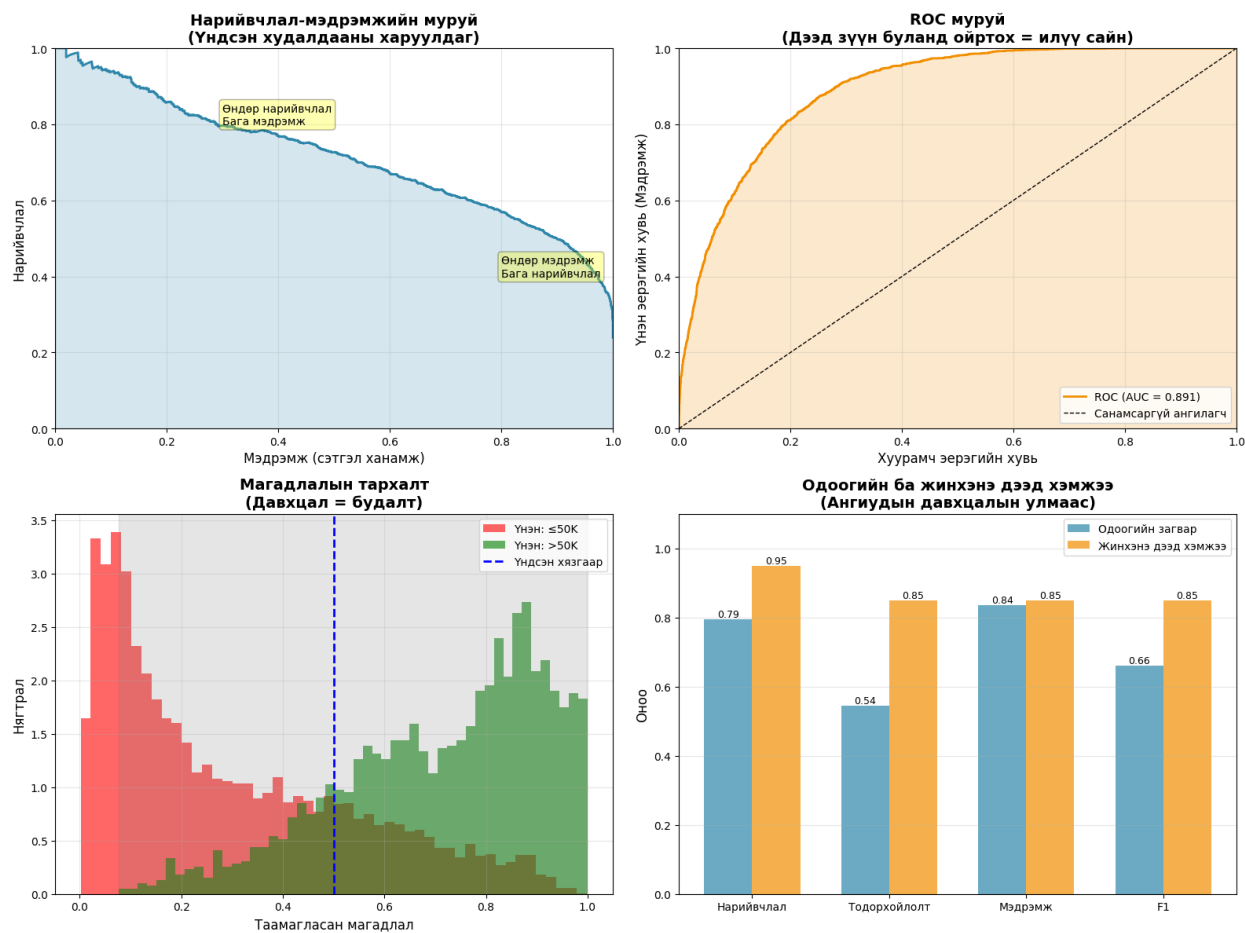 Нарийвчлал-мэдрэмжийн муруй
(Үндсэн худалдааны харуулдаг)
1.0
0.8
0.6
0.4
0.2
0.0
Нарийвчлал
Өндөр нарийвчлал
Бага мэдрэмж
Өндөр мэдрэмж
Бага нарийвчлал
0.0 0.2 0.4 0.6 0.8 1.0
Мэдрэмж (сэтгэл ханамж)
ROC муруй
(Дээд зүүн буланд ойртох = илүү сайн)
1.0
0.8
0.6
0.4
0.2
0.0
Үнэн эерэгийн хувь (Мэдрэмж)
ROC (AUC = 0.891)
Санамсаргүй ангилагч
0.0 0.2 0.4 0.6 0.8 1.0
Хуурамч эерэгийн хувь
Магадлалын тархалт
(Давхцал = будалт)
3.5
3.0
2.5
2.0
1.5
1.0
0.5
0.0
Нягтрал
Үнэн: ≤50K
Үнэн: >50K
Үндсэн хязгаар
0.0 0.2 0.4 0.6 0.8 1.0
Таамагласан магадлал
Одоогийн ба жинхэнэ дээд хэмжээ
(Ангиудын давхцалын улмаас)
1.0
0.8
0.6
0.4
0.2
0.0
Оноо
Одоогийн загвар
Жинхэнэ дээд хэмжээ
0.79 0.95 0.54 0.85 0.84 0.85 0.66 0.85
Нарийвчлал Тодорхойлолт Мэдрэмж F1